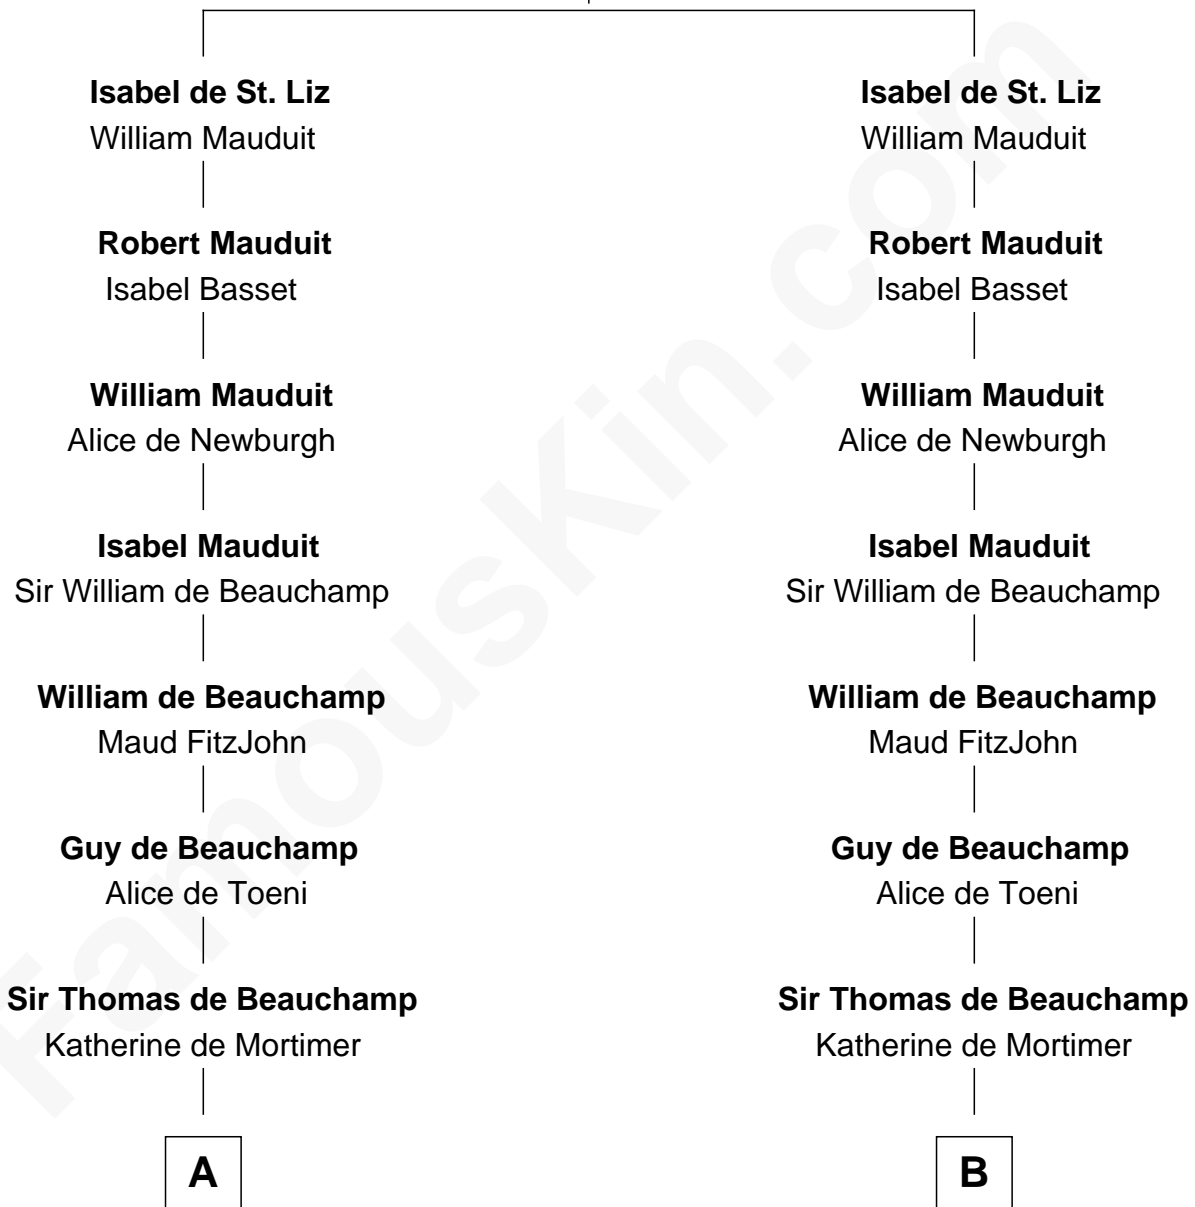 Isabel de St. Liz
William Mauduit
Robert Mauduit
Isabel Basset
William Mauduit
Alice de Newburgh
Isabel Mauduit
Sir William de Beauchamp
William de Beauchamp
Maud FitzJohn
Guy de Beauchamp
Alice de Toeni
Sir Thomas de Beauchamp
Katherine de Mortimer
A
Isabel de St. Liz
William Mauduit
Robert Mauduit
Isabel Basset
William Mauduit
Alice de Newburgh
Isabel Mauduit
Sir William de Beauchamp
William de Beauchamp
Maud FitzJohn
Guy de Beauchamp
Alice de Toeni
Sir Thomas de Beauchamp
Katherine de Mortimer
B
FamousKin.com